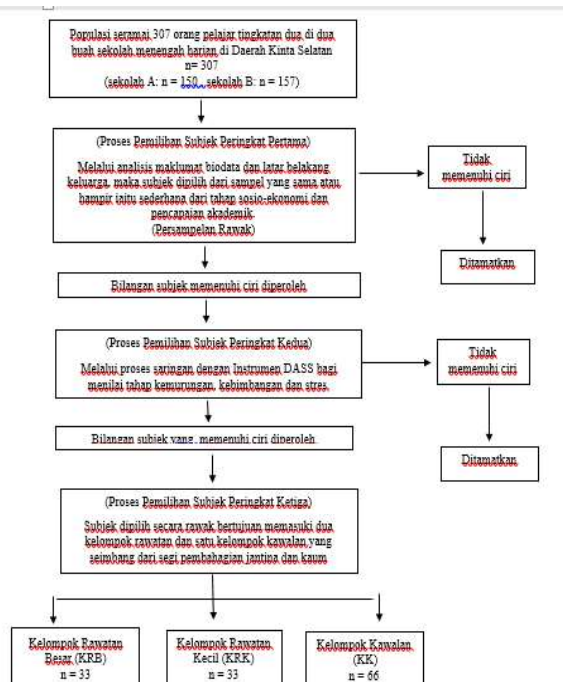 Populasi seramai 307 orang pelajar tingkatan dua di dua
buah sekolah menengah harian di Daerah Kinta Selatan
n= 307
(sekolah A: n = 150, sekolah B: n = 157)
(Proses Pemilihan Subjek Peringkat Pertama)
Melalui analisis maklumat biodata dan latar belakang
keluarga, maka subjek dipilih dari sampel yang sama atau
hampir iaitu sederhana dari tahap sosio-ekonomi dan
pencapaian akademik
(Persampelan Rawak)
Tidak
memenuhi ciri
Ditamatkan
Bilangan subjek memenuhi ciri diperoleh
(Proses Pemilihan Subjek Peringkat Kedua)
Melalui proses saringan dengan Instrumen DASS bagi
menilai tahap kemurungan, kebimbangan dan stres
Tidak
memenuhi ciri
Ditamatkan
Bilangan subjek yang memenuhi ciri diperoleh
(Proses Pemilihan Subjek Peringkat Ketiga)
Subjek dipilih secara rawak bertujuan memasuki dua
kelompok rawatan dan satu kelompok kawalan yang
seimbang dari segi pembahagian jantina dan kaum
Kelompok Rawatan
Besar (KRB)
n = 33
Kelompok Rawatan
Kecil (KRK)
n = 33
Kelompok Kawalan
(KK)
n = 66